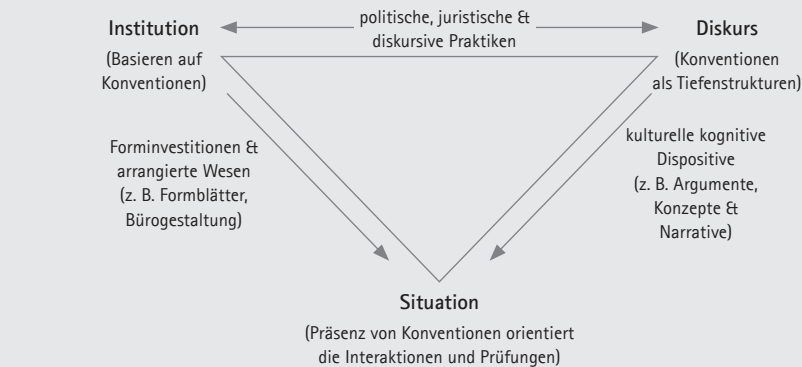 Institution
(Basieren auf
Konventionen)
politische, juristische &
diskursive Praktiken
Diskurs
(Konventionen
als Tiefenstrukturen)
Forminvestitionen &
arrangierte Wesen
(z. B. Formblätter,
Bürogestaltung)
kulturelle kognitive
Dispositive
(z. B. Argumente,
Konzepte &
Narrative)
Situation
(Präsenz von Konventionen orientiert
die Interaktionen und Prüfungen)